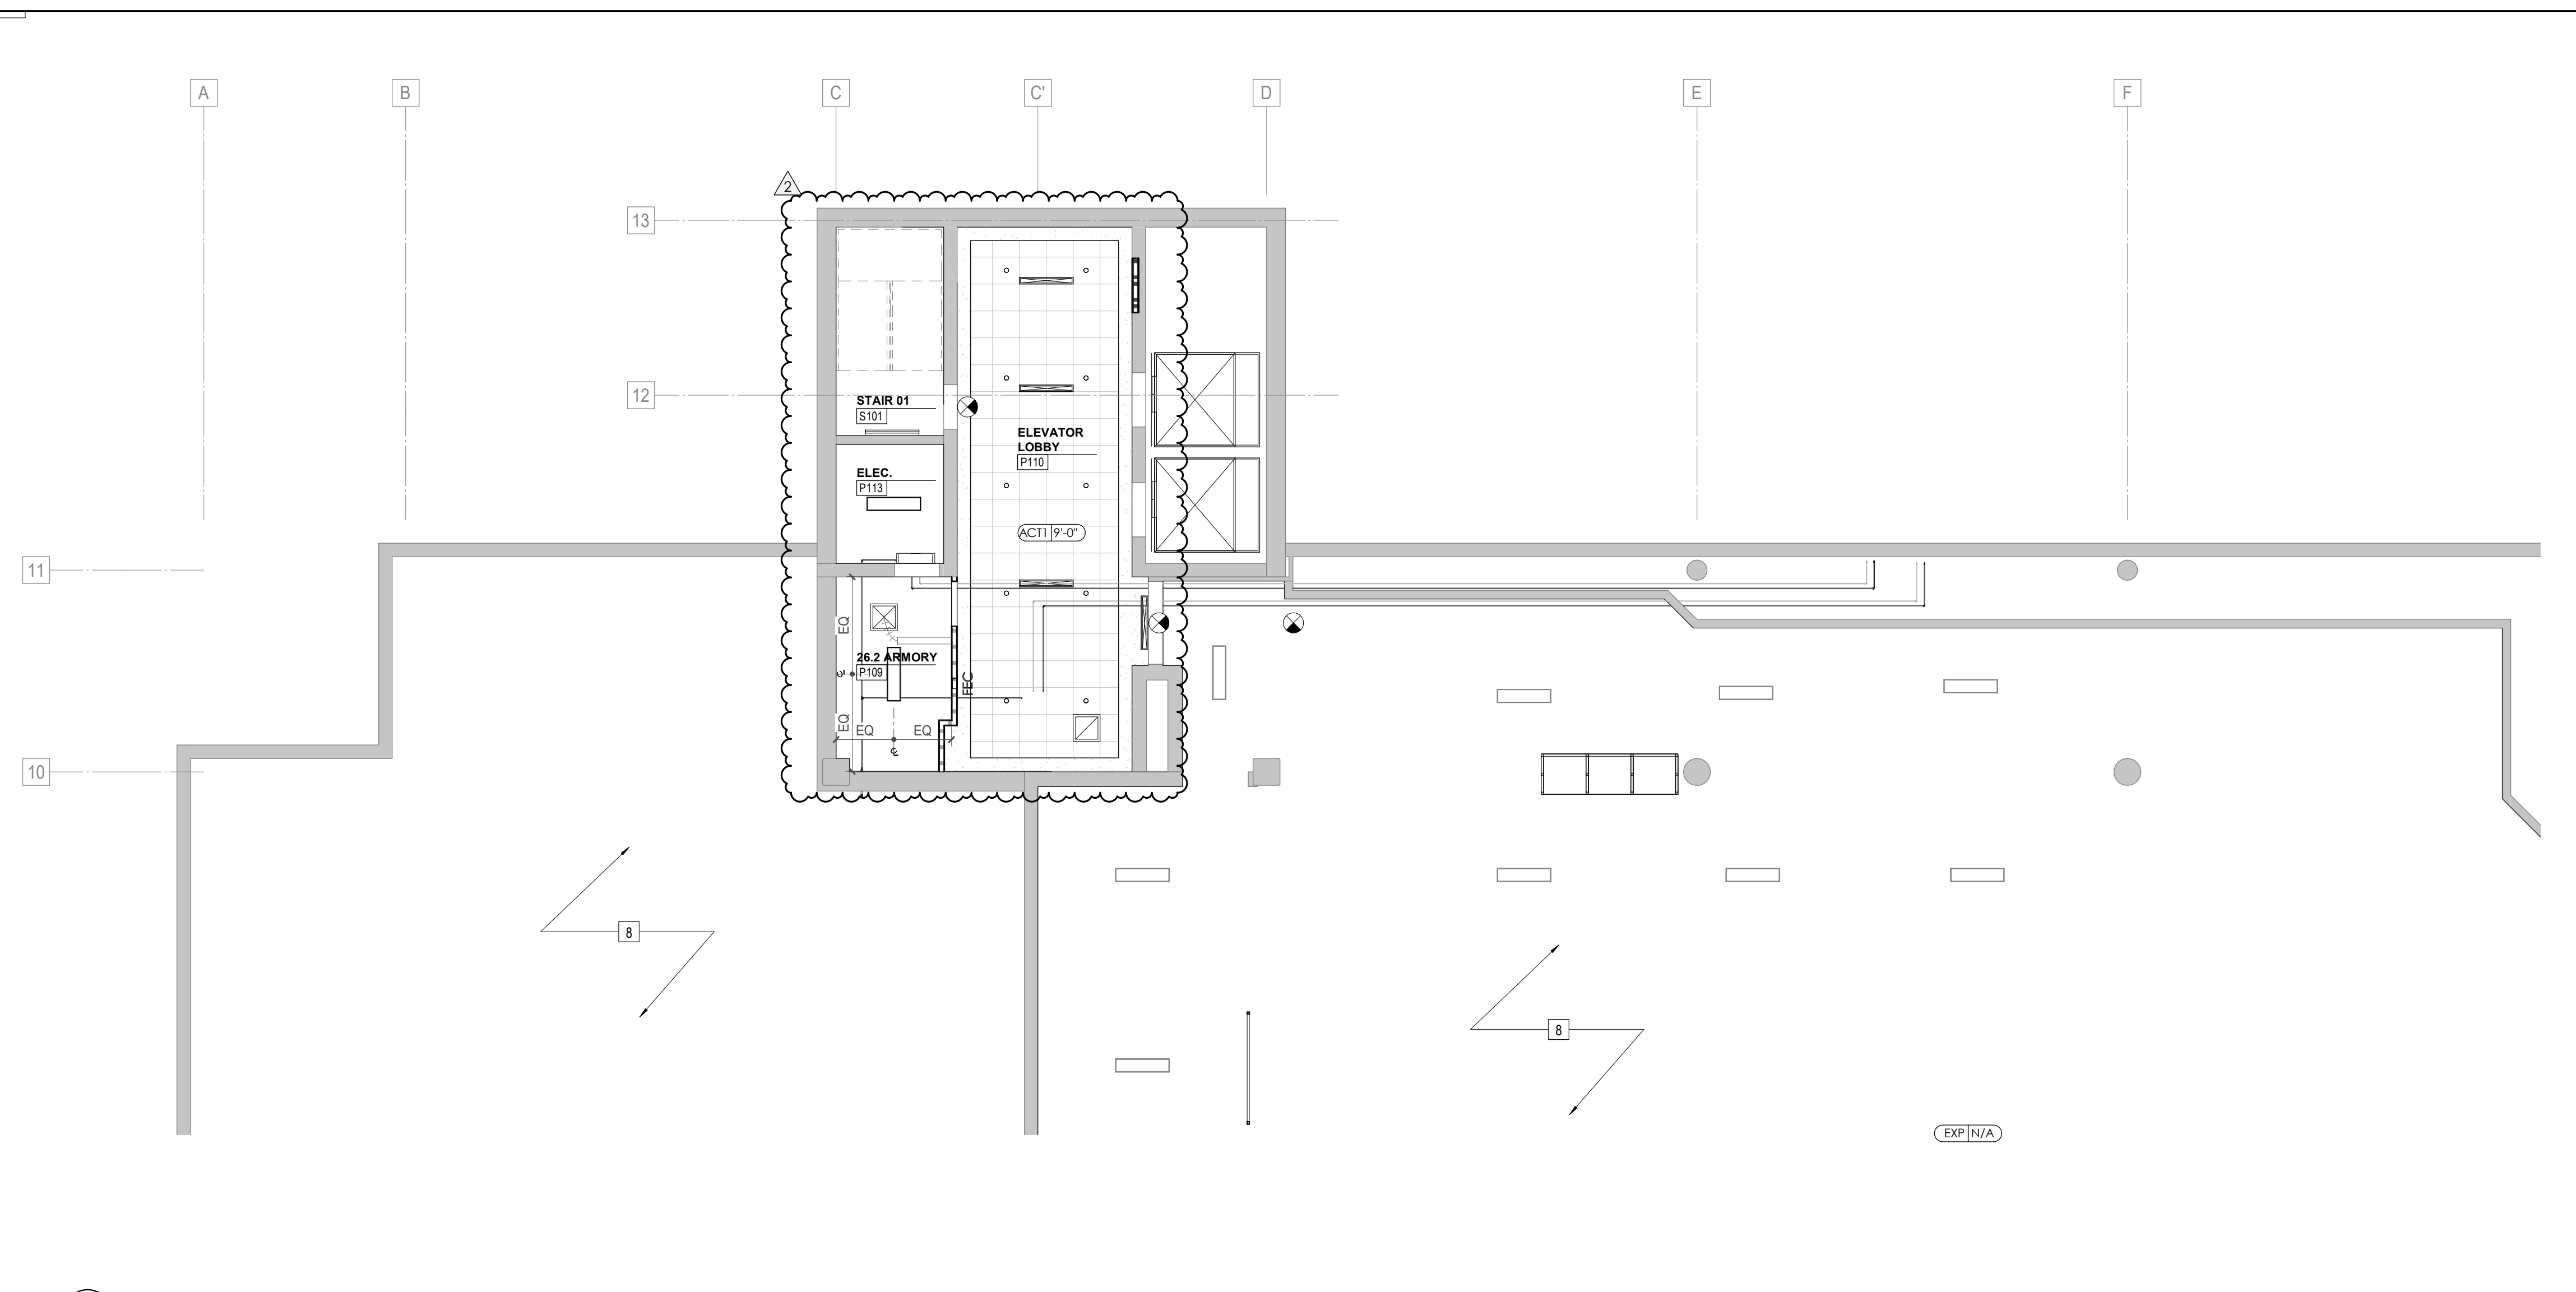 A
B
C
C'
D
E
F
2
13
12
STAIR 01
S101
ELEVATOR
LOBBY
P110
ELEC.
P113
ACT1 9'-0"
11
EQ
26.2 ARMORY
P109
FEC
EQ
EQ
EQ
10
8
8
EXP N/A